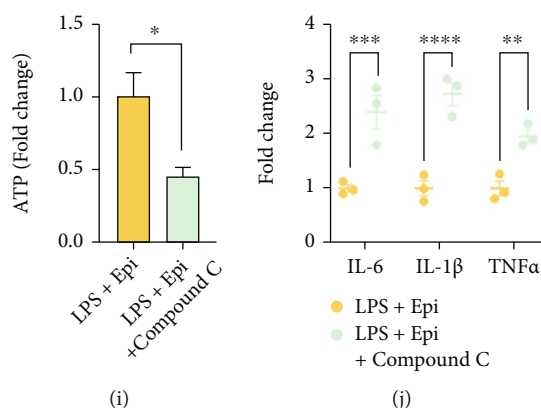 *
ATP (Fold change)
1.5
1.0
0.5
0.0
LPS + Epi
LPS + Epi
+Compound C
(i)
***
****
**
Fold change
4
3
2
1
0
IL-6
IL-1β
TNFα
LPS + Epi
LPS + Epi
+ Compound C
(j)